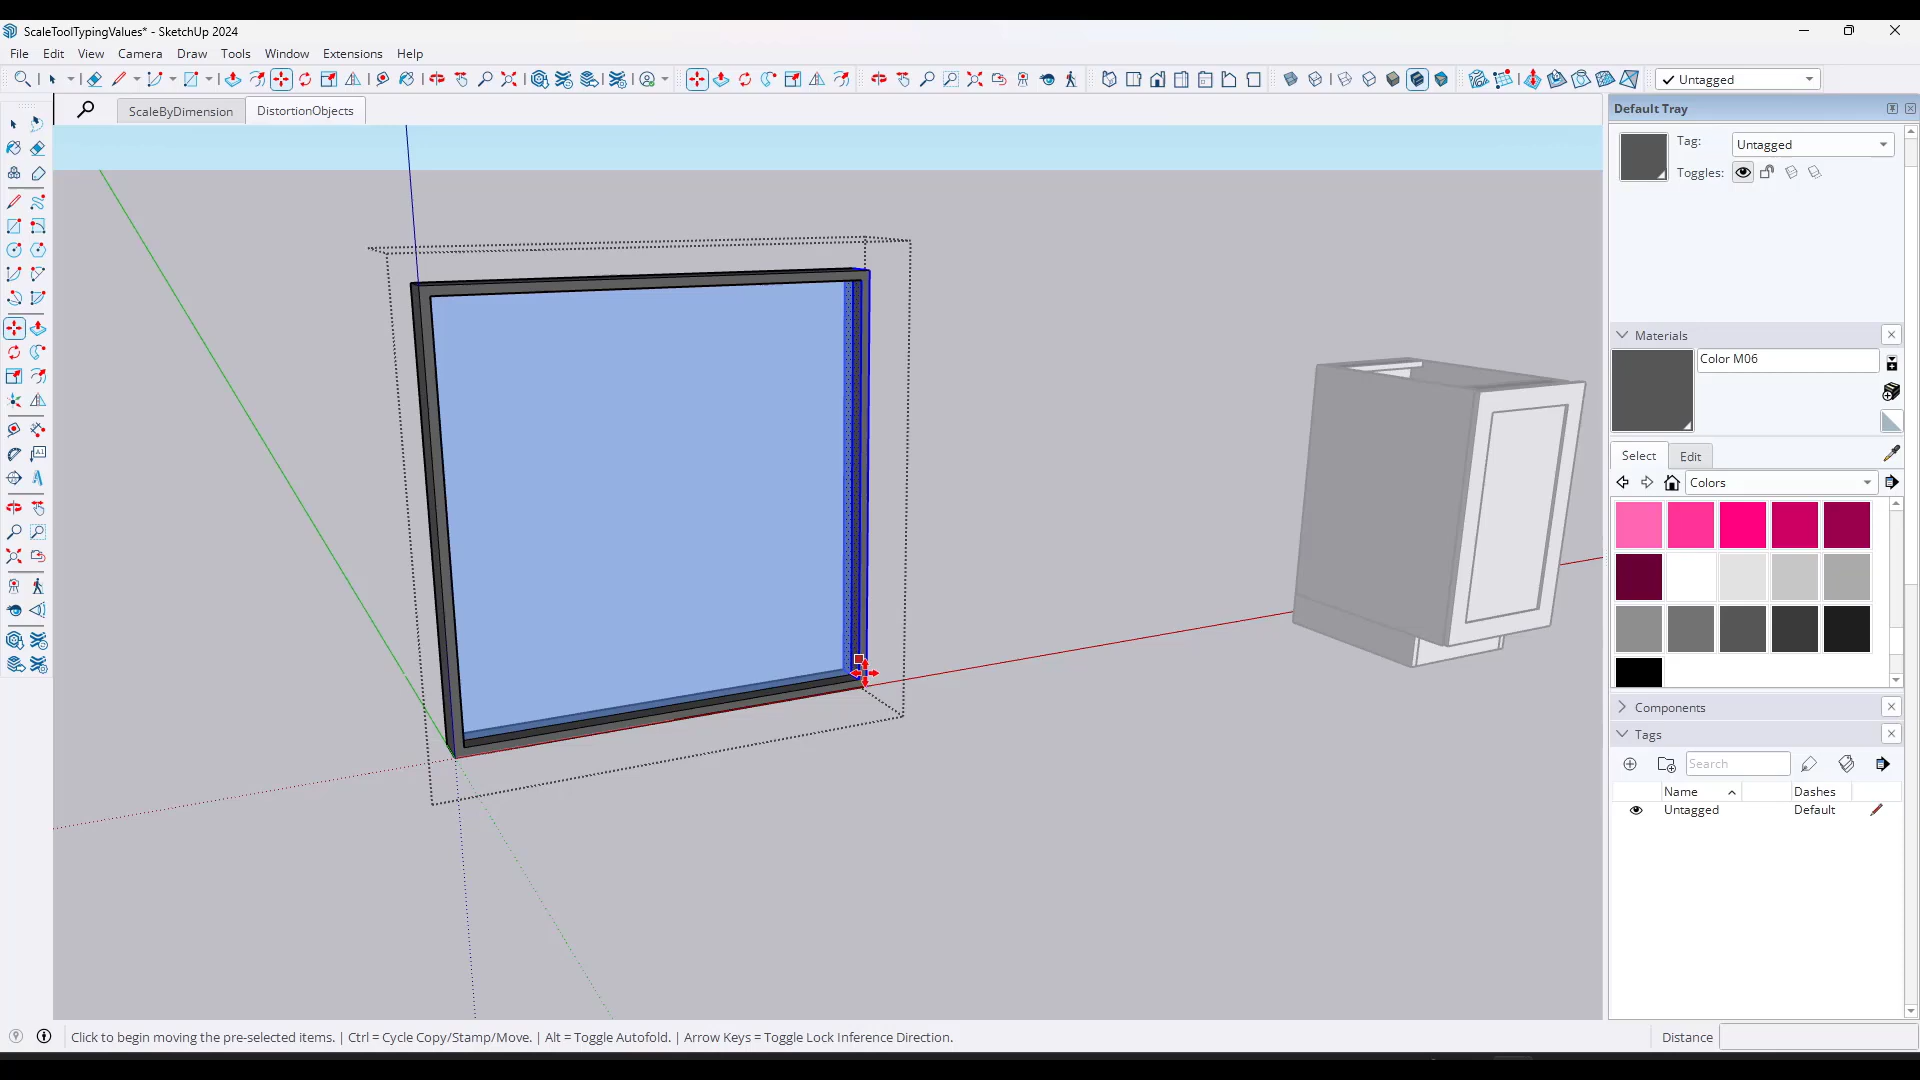 ScaleToolTypingValues* - SketchUp 2024
File Edit View Camera Draw Tools Window Extensions Help
Untagged
ScaleByDimension
DistortionObjects
Default Tray
Tag:
Untagged
Toggles:
Materials
Color M06
Select
Edit
Colors
Components
Tags
Search
Name
Dashes
Untagged
Default
Click to begin moving the pre-selected items. | Ctrl = Cycle Copy/Stamp/Move. | Alt = Toggle Autofold. | Arrow Keys = Toggle Lock Inference Direction.
Distance